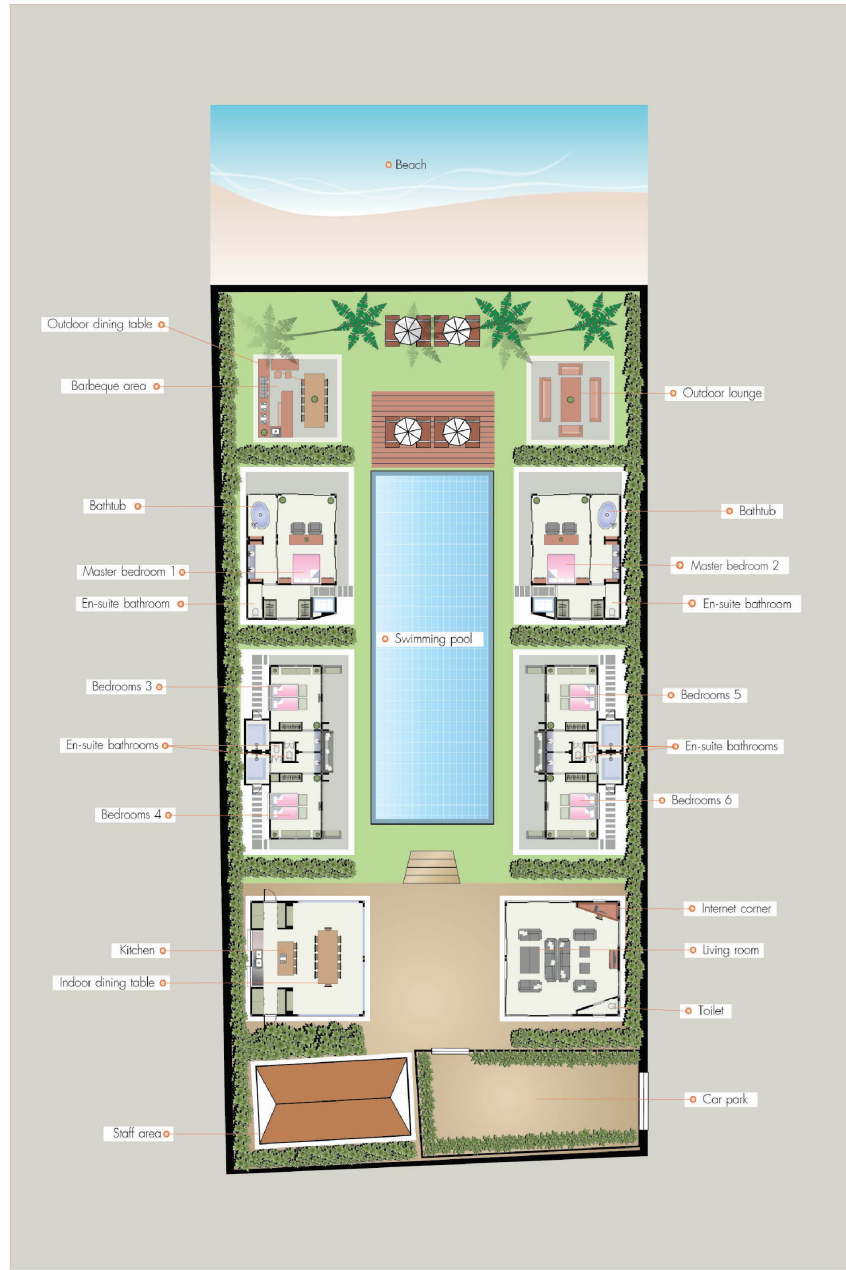 Beach
Outdoor dining table
Barbeque area
Outdoor lounge
Bathtub
Bathtub
Master bedroom 1
Master bedroom 2
En-suite bathroom
En-suite bathroom
Swimming pool
Bedrooms 3
Bedrooms 5
En-suite bathrooms
En-suite bathrooms
Bedrooms 4
Bedrooms 6
Internet corner
Kitchen
Living room
Indoor dining table
Toilet
Car park
Staff area